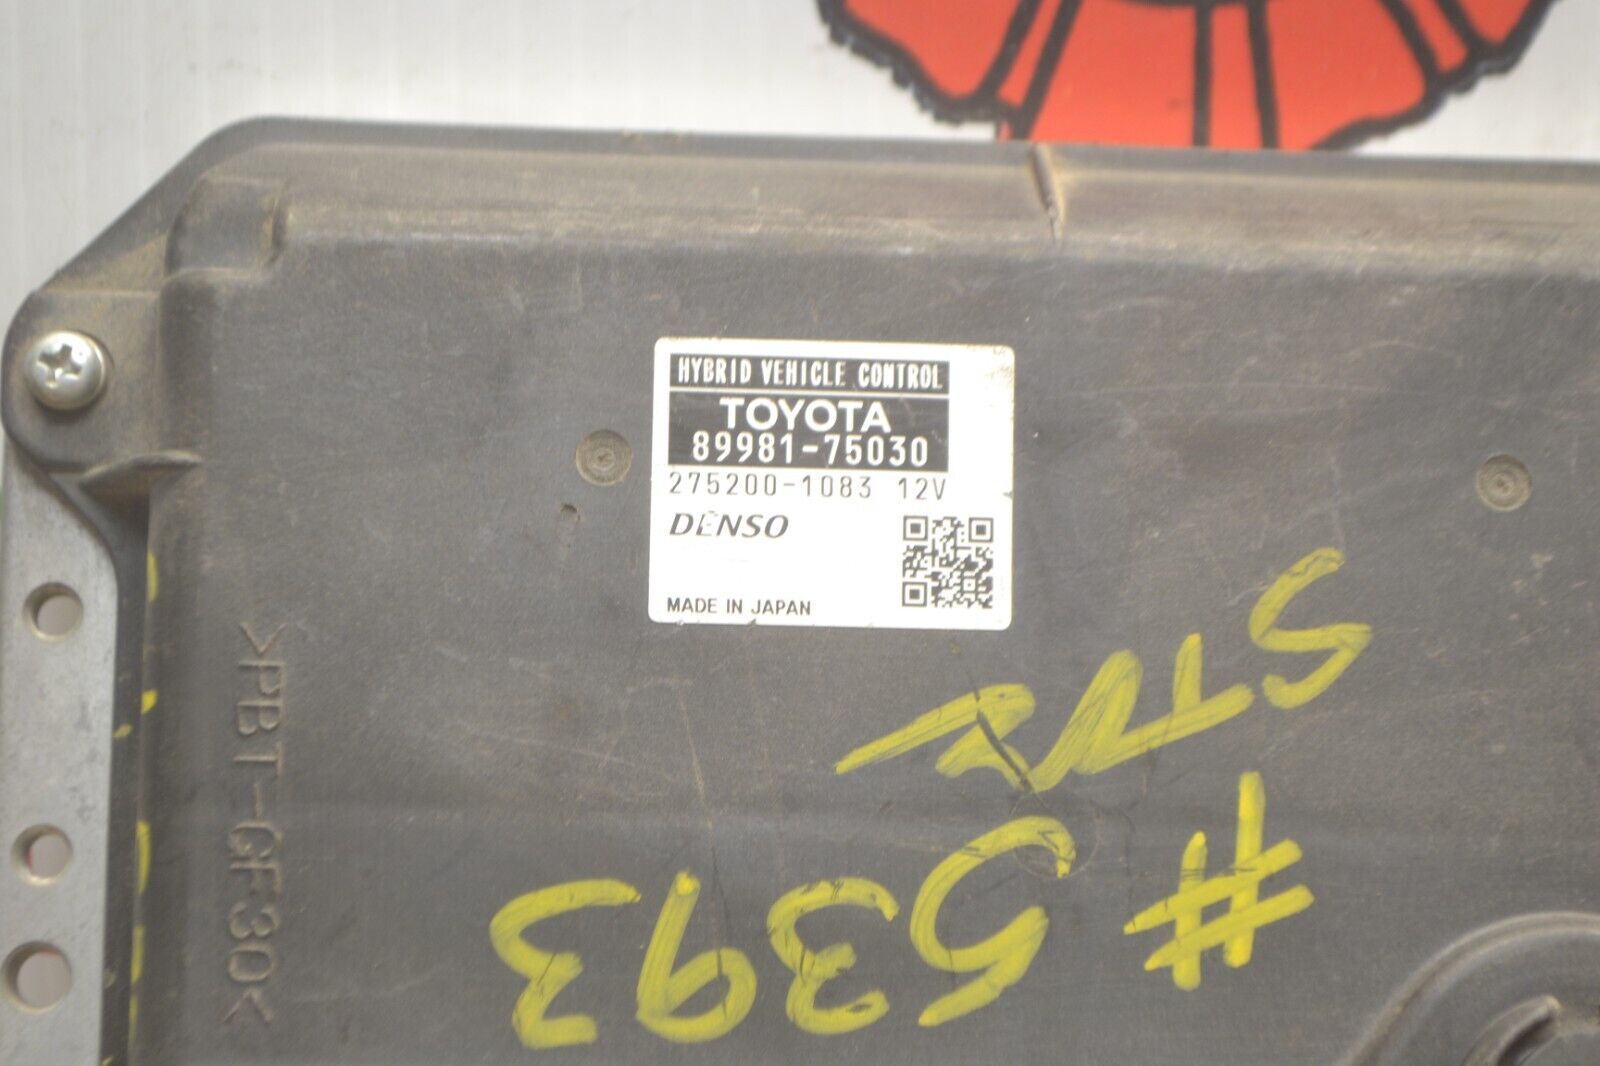 HYBRID VEHICLE CONTROL
TOYOTA
89981-75030
275200-1083 12V
DENSO
MADE IN JAPAN
>PBT-GF30<
#5393